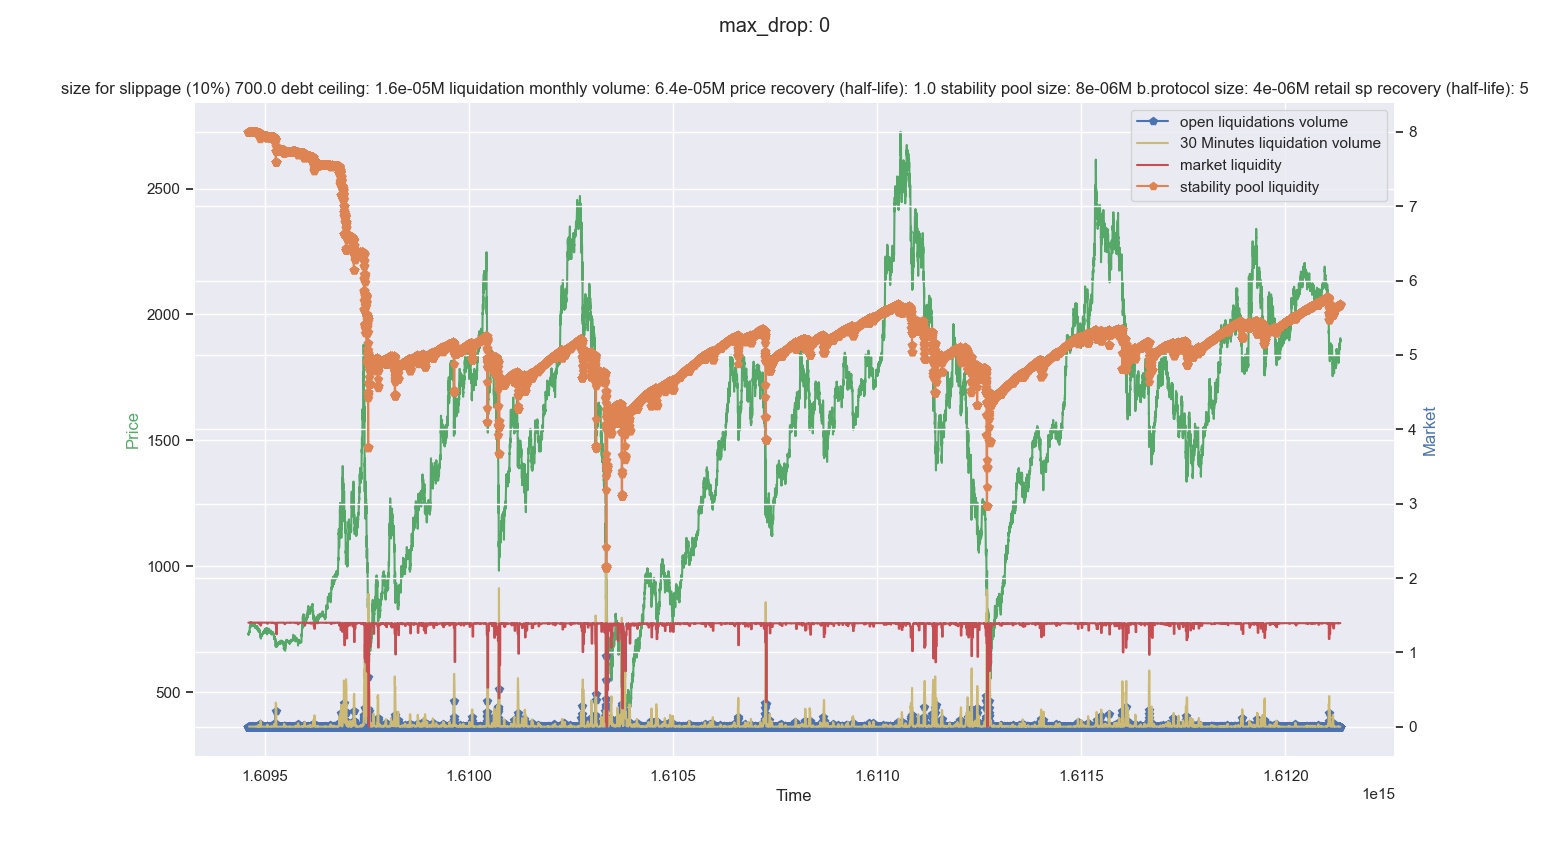 max_drop: 0
size for slippage (10%) 700.0 debt ceiling: 1.6e-05M liquidation monthly volume: 6.4e-05M price recovery (half-life): 1.0 stability pool size: 8e-06M b.protocol size: 4e-06M retail sp recovery (half-life): 5
open liquidations volume
30 Minutes liquidation volume
market liquidity
stability pool liquidity
2500
2000
1500
1000
500
Price
8
7
6
5
4
3
2
1
0
Market
1.6095 1.6100 1.6105 1.6110 1.6115 1.6120
1e15
Time